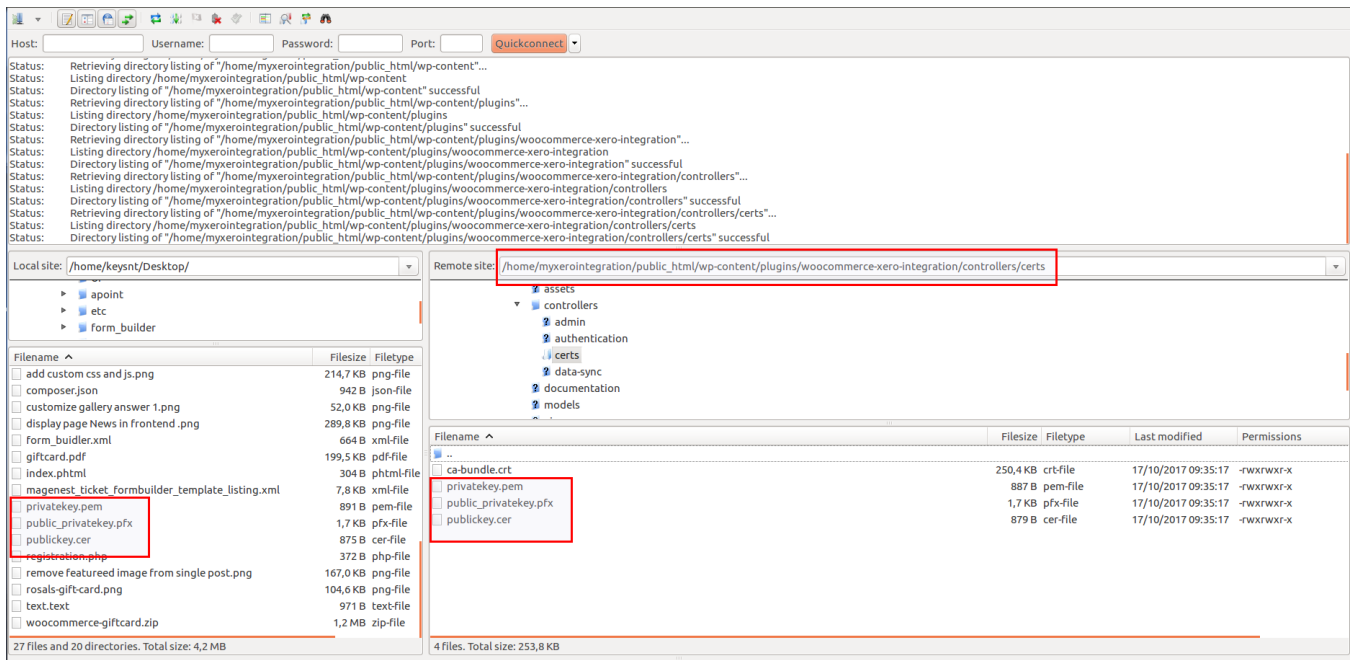 Host: Username: Password: Port: Quickconnect
Status: Retrieving directory listing of "/home/myxerointegration/public_html/wp-content"...
Status: Listing directory /home/myxerointegration/public_html/wp-content
Status: Directory listing of "/home/myxerointegration/public_html/wp-content" successful
Status: Retrieving directory listing of "/home/myxerointegration/public_html/wp-content/plugins"...
Status: Listing directory /home/myxerointegration/public_html/wp-content/plugins
Status: Directory listing of "/home/myxerointegration/public_html/wp-content/plugins" successful
Status: Retrieving directory listing of "/home/myxerointegration/public_html/wp-content/plugins/woocommerce-xero-integration"...
Status: Listing directory /home/myxerointegration/public_html/wp-content/plugins/woocommerce-xero-integration
Status: Directory listing of "/home/myxerointegration/public_html/wp-content/plugins/woocommerce-xero-integration" successful
Status: Retrieving directory listing of "/home/myxerointegration/public_html/wp-content/plugins/woocommerce-xero-integration/controllers"...
Status: Listing directory /home/myxerointegration/public_html/wp-content/plugins/woocommerce-xero-integration/controllers
Status: Directory listing of "/home/myxerointegration/public_html/wp-content/plugins/woocommerce-xero-integration/controllers" successful
Status: Retrieving directory listing of "/home/myxerointegration/public_html/wp-content/plugins/woocommerce-xero-integration/controllers/certs"...
Status: Listing directory /home/myxerointegration/public_html/wp-content/plugins/woocommerce-xero-integration/controllers/certs
Status: Directory listing of "/home/myxerointegration/public_html/wp-content/plugins/woocommerce-xero-integration/controllers/certs" successful
Local site: /home/keysnt/Desktop/
apoint
etc
form_builder
Filename Filesize Filetype
add custom css and js.png 214,7 KB png-file
composer.json 942 B json-file
customize gallery answer 1.png 52,0 KB png-file
display page News in frontend .png 289,8 KB png-file
form_buidler.xml 664 B xml-file
giftcard.pdf 199,5 KB pdf-file
index.phtml 304 B phtml-file
magenest_ticket_formbuilder_template_listing.xml 7,8 KB xml-file
privatekey.pem 891 B pem-file
public_privatekey.pfx 1,7 KB pfx-file
publickey.cer 875 B cer-file
registration.php 372 B php-file
remove featureed image from single post.png 167,0 KB png-file
rosals-gift-card.png 104,6 KB png-file
text.text 971 B text-file
woocommerce-giftcard.zip 1,2 MB zip-file
27 files and 20 directories. Total size: 4,2 MB
Remote site: /home/myxerointegration/public_html/wp-content/plugins/woocommerce-xero-integration/controllers/certs
assets
controllers
admin
authentication
certs
data-sync
documentation
models
Filename Filesize Filetype Last modified Permissions
..
ca-bundle.crt 250,4 KB crt-file 17/10/2017 09:35:17 -rwxrwxr-x
privatekey.pem 887 B pem-file 17/10/2017 09:35:17 -rwxrwxr-x
public_privatekey.pfx 1,7 KB pfx-file 17/10/2017 09:35:17 -rwxrwxr-x
publickey.cer 879 B cer-file 17/10/2017 09:35:17 -rwxrwxr-x
4 files. Total size: 253,8 KB